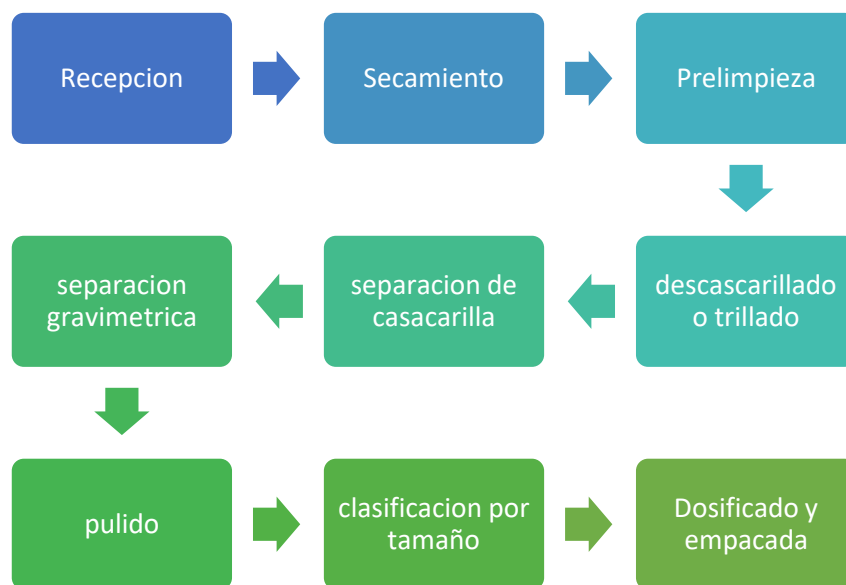 Recepcion
Secamiento
Prelimpieza
descascarillado
o trillado
separacion de
casacarilla
separacion
gravimetrica
pulido
clasificacion por
tamaño
Dosificado y
empacada